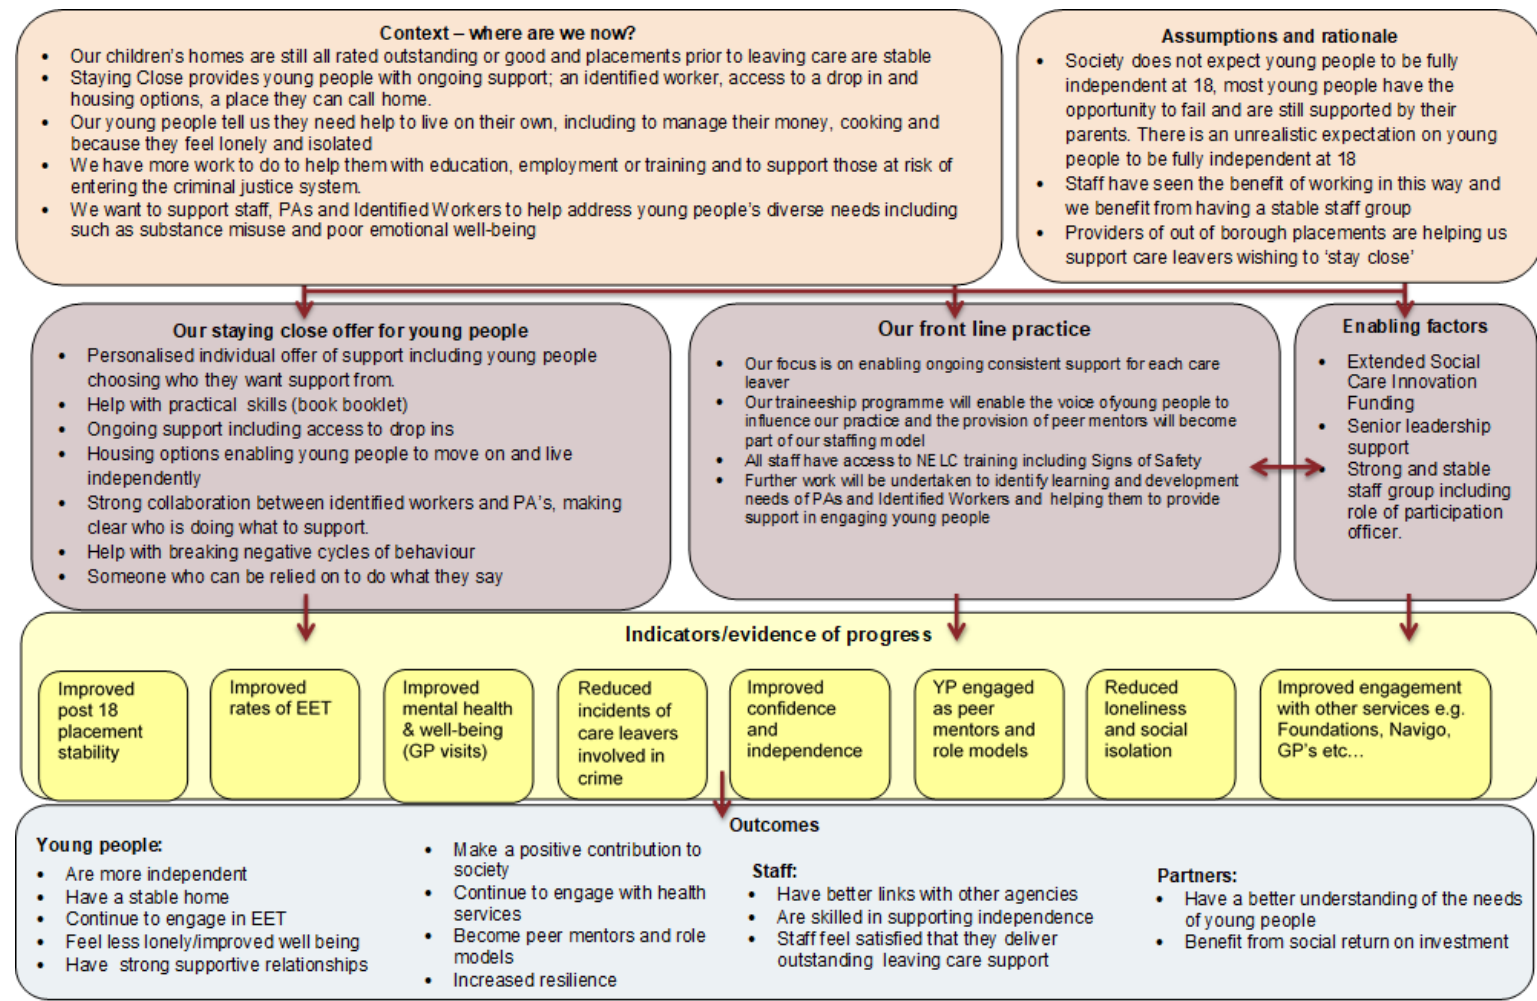 Context – where are we now?
• Our children's homes are still all rated outstanding or good and placements prior to leaving care are stable
• Staying Close provides young people with ongoing support; an identified worker, access to a drop in and
housing options, a place they can call home.
• Our young people tell us they need help to live on their own, including to manage their money, cooking and
because they feel lonely and isolated
• We have more work to do to help them with education, employment or training and to support those at risk of
entering the criminal justice system.
• We want to support staff, PAs and Identified Workers to help address young people's diverse needs including
such as substance misuse and poor emotional well-being
Assumptions and rationale
• Society does not expect young people to be fully
independent at 18, most young people have the
opportunity to fail and are still supported by their
parents. There is an unrealistic expectation on young
people to be fully independent at 18
• Staff have seen the benefit of working in this way and
we benefit from having a stable staff group
• Providers of out of borough placements are helping us
support care leavers wishing to 'stay close'
Our staying close offer for young people
• Personalised individual offer of support including young people
choosing who they want support from.
• Help with practical skills (book booklet)
• Ongoing support including access to drop ins
• Housing options enabling young people to move on and live
independently
• Strong collaboration between identified workers and PA's, making
clear who is doing what to support.
• Help with breaking negative cycles of behaviour
• Someone who can be relied on to do what they say
Our front line practice
• Our focus is on enabling ongoing consistent support for each care
leaver
• Our traineeship programme will enable the voice ofyoung people to
influence our practice and the provision of peer mentors will become
part of our staffing model
• All staff have access to NELC training including Signs of Safety
• Further work will be undertaken to identify learning and development
needs of PAs and Identified Workers and helping them to provide
support in engaging young people
Enabling factors
• Extended Social
Care Innovation
Funding
• Senior leadership
support
• Strong and stable
staff group including
role of participation
officer.
Indicators/evidence of progress
Improved
post 18
placement
stability
Improved
rates of EET
Improved
mental health
& well-being
(GP visits)
Reduced
incidents of
care leavers
involved in
crime
Improved
confidence
and
independence
YP engaged
as peer
mentors and
role models
Reduced
loneliness
and social
isolation
Improved engagement
with other services e.g.
Foundations, Navigo,
GP's etc…
Outcomes
Young people:
• Are more independent
• Have a stable home
• Continue to engage in EET
• Feel less lonely/improved well being
• Have strong supportive relationships
• Make a positive contribution to
society
• Continue to engage with health
services
• Become peer mentors and role
models
• Increased resilience
Staff:
• Have better links with other agencies
• Are skilled in supporting independence
• Staff feel satisfied that they deliver
outstanding leaving care support
Partners:
• Have a better understanding of the needs
of young people
• Benefit from social return on investment